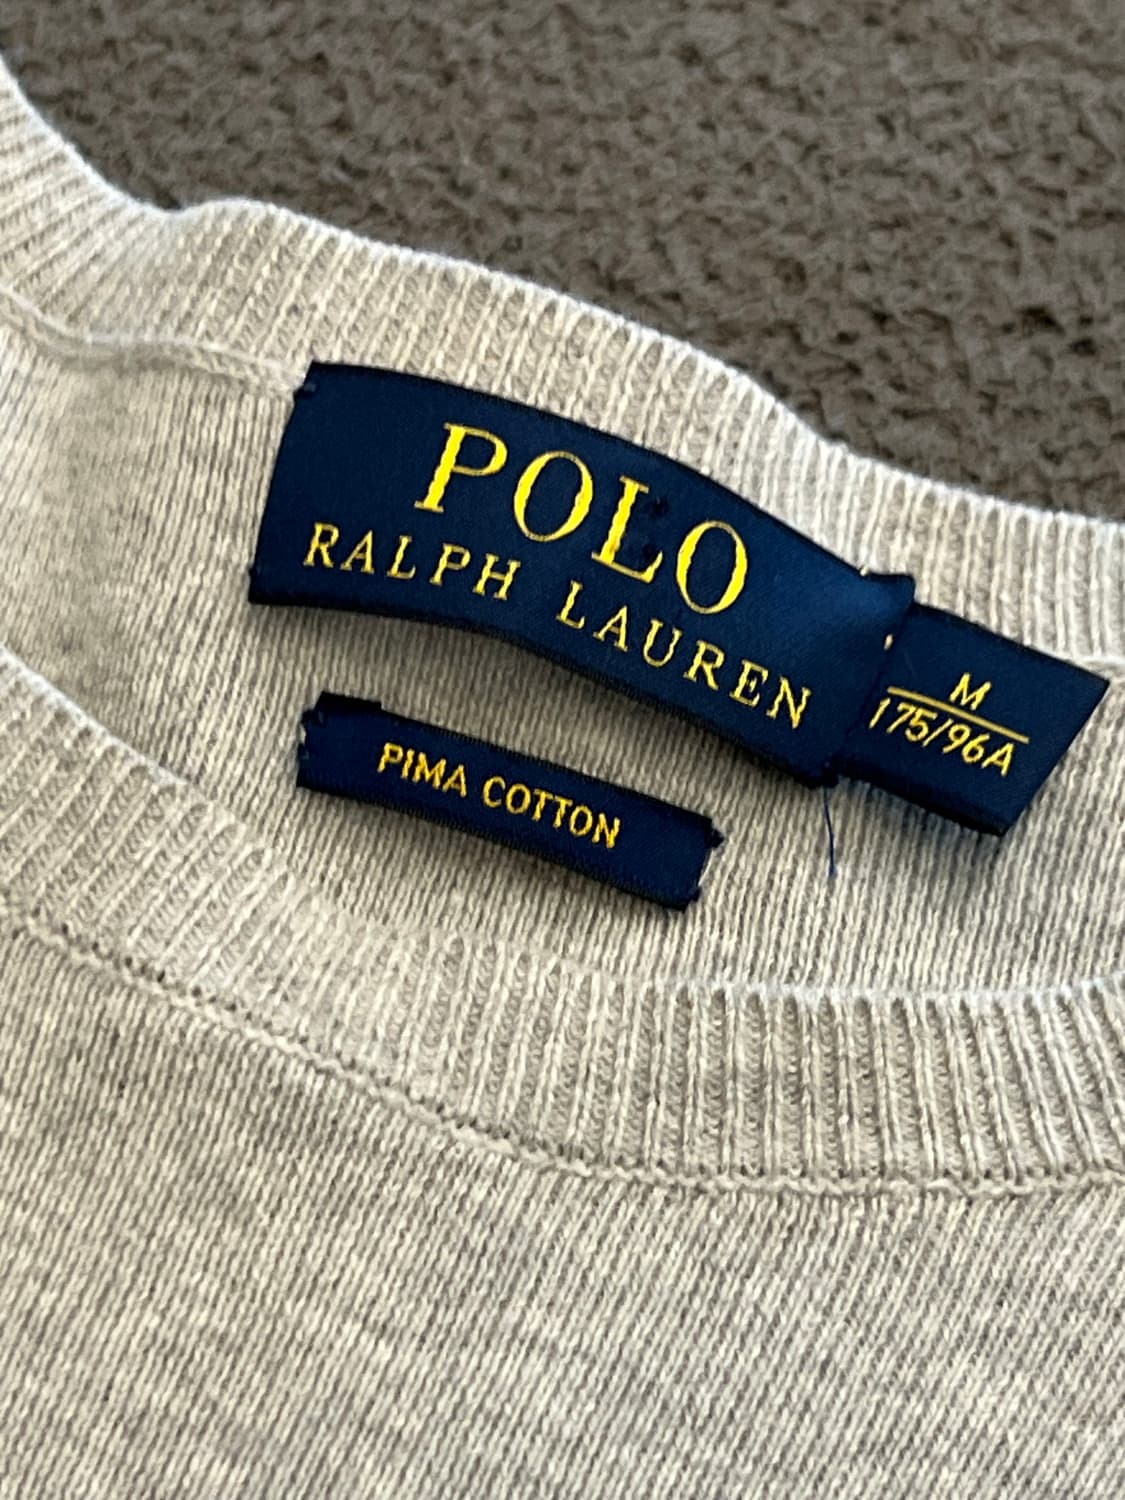 POLO
RALPH LAUREN
M
175/96A
PIMA COTTON